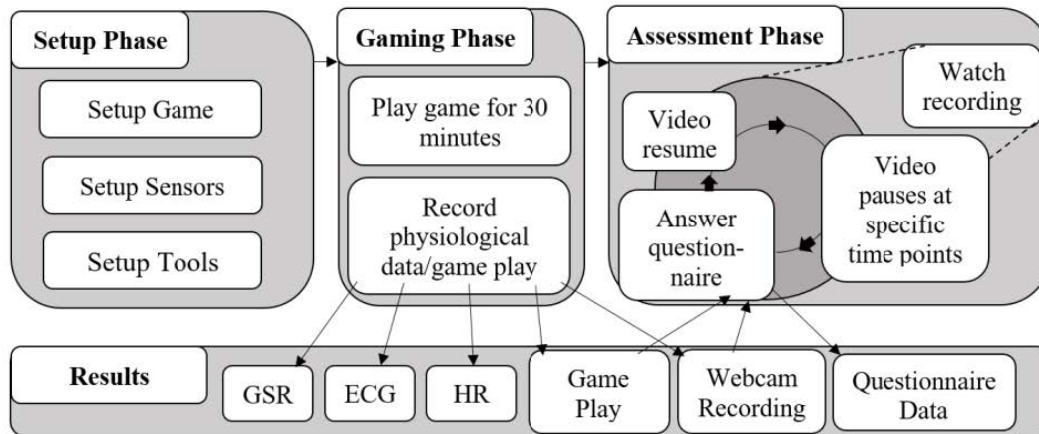 Setup Phase
Setup Game
Setup Sensors
Setup Tools
Gaming Phase
Play game for 30
minutes
Record
physiological
data/game play
Assessment Phase
Watch
recording
Video
resume
Video
pauses at
specific
time points
Answer
question-
naire
Results
GSR
ECG
HR
Game
Play
Webcam
Recording
Questionnaire
Data